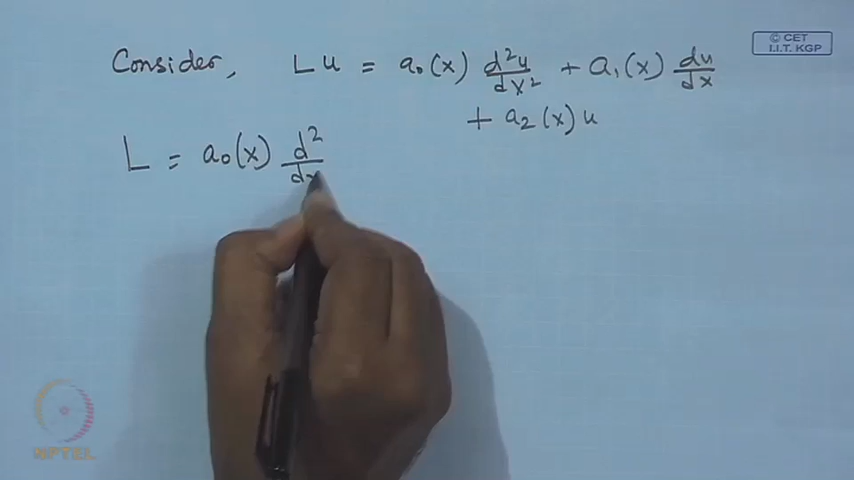 © CET
I.I.T. KGP
Consider, Lu = a₀(x) d²u/dx² + a₁(x) du/dx
+ a₂(x) u
L = a₀(x) d²/dx
NPTEL